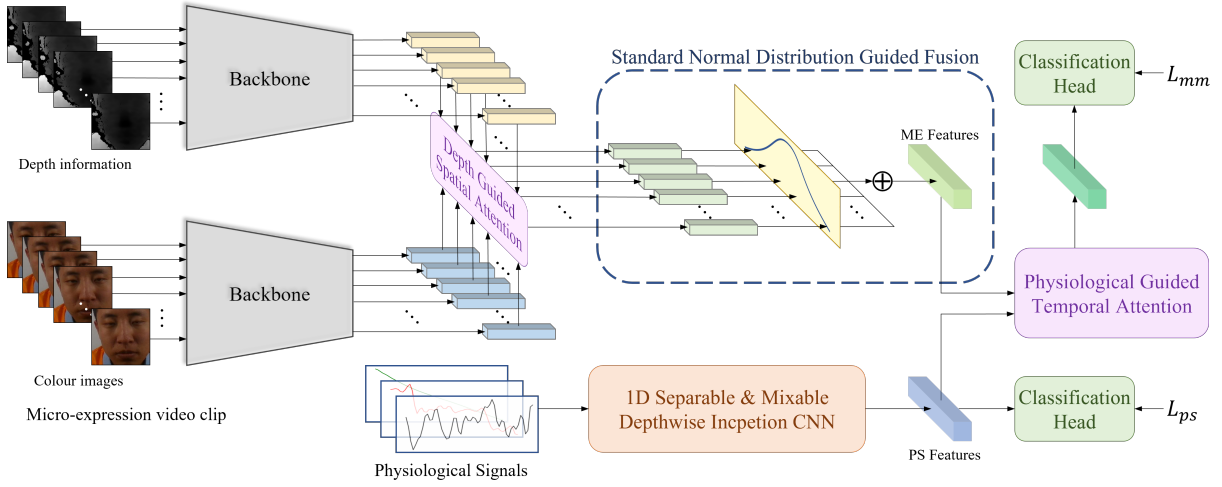 Backbone
Depth information
Depth Guided
Spatial Attention
Standard Normal Distribution Guided Fusion
ME Features
Classification
Head
Lmm
Backbone
Colour images
Micro-expression video clip
Physiological Guided
Temporal Attention
Physiological Signals
1D Separable & Mixable
Depthwise Incpetion CNN
PS Features
Classification
Head
Lps